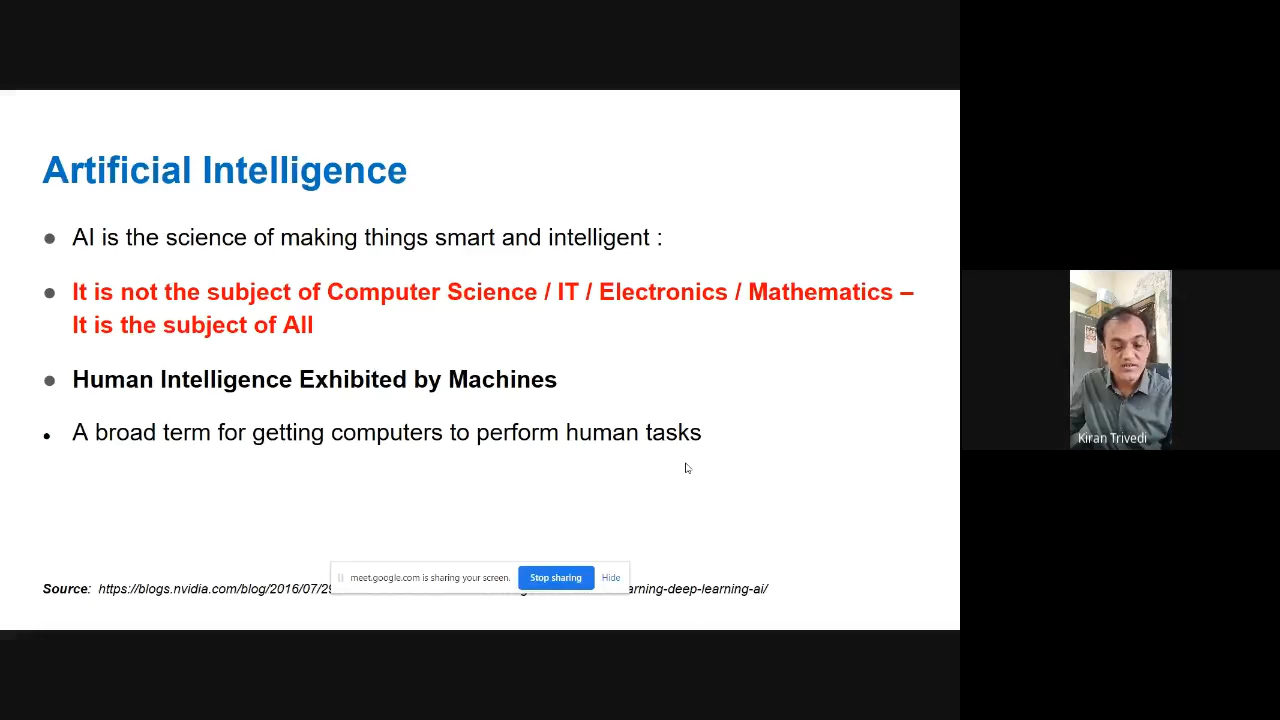 Artificial Intelligence
● AI is the science of making things smart and intelligent :
● It is not the subject of Computer Science / IT / Electronics / Mathematics –
It is the subject of All
● Human Intelligence Exhibited by Machines
• A broad term for getting computers to perform human tasks
Kiran Trivedi
meet.google.com is sharing your screen. Stop sharing Hide
Source: https://blogs.nvidia.com/blog/2016/07/ arning-deep-learning-ai/